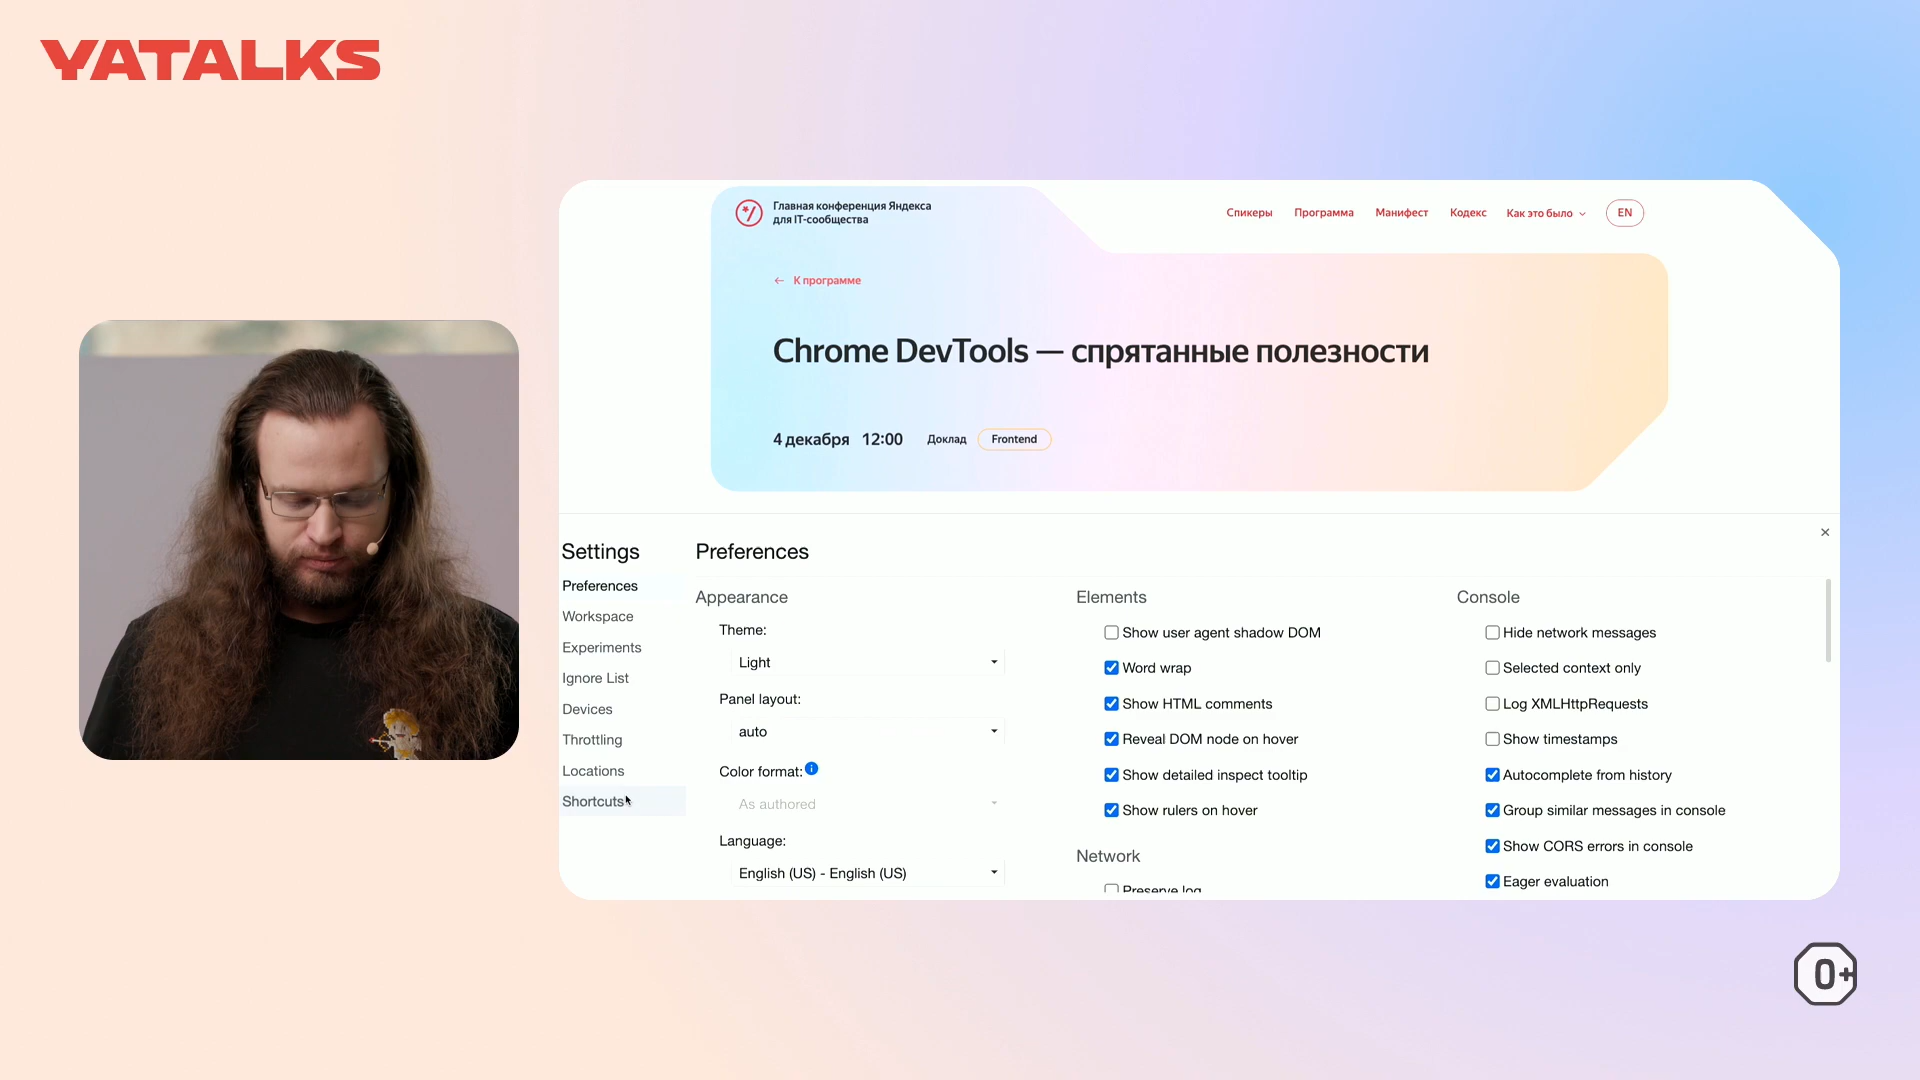 YATALKS
Главная конференция Яндекса
для IT-сообщества
Спикеры
Программа
Манифест
Кодекс
Как это было
EN
← К программе
Chrome DevTools — спрятанные полезности
4 декабря 12:00 Доклад Frontend
Settings
Preferences
Workspace
Experiments
Ignore List
Devices
Throttling
Locations
Shortcuts
Preferences
Appearance
Theme:
Light
Panel layout:
auto
Color format:
As authored
Language:
English (US) - English (US)
Elements
Show user agent shadow DOM
Word wrap
Show HTML comments
Reveal DOM node on hover
Show detailed inspect tooltip
Show rulers on hover
Network
Preserve log
Console
Hide network messages
Selected context only
Log XMLHttpRequests
Show timestamps
Autocomplete from history
Group similar messages in console
Show CORS errors in console
Eager evaluation
0+